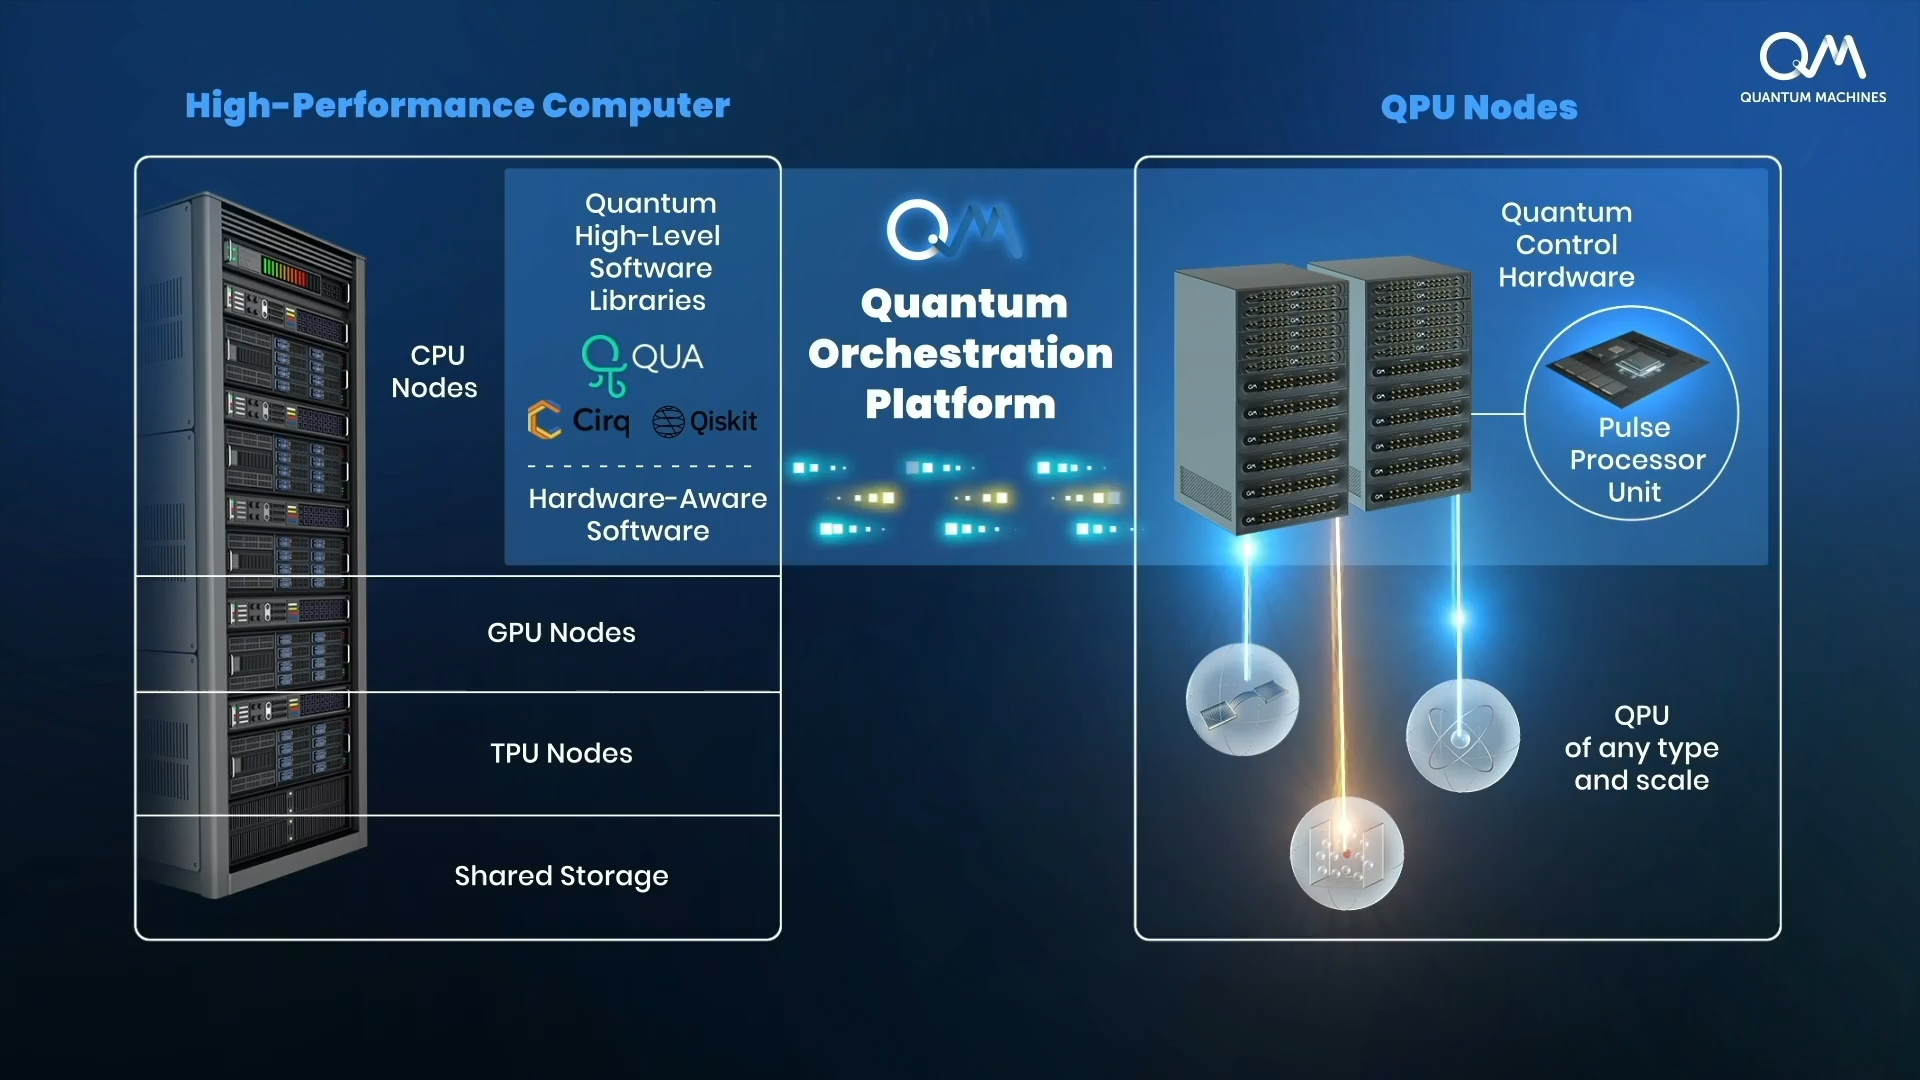 QM
QUANTUM MACHINES
High-Performance Computer
QPU Nodes
CPU
Nodes
Quantum
High-Level
Software
Libraries
QUA
Cirq
Qiskit
Hardware-Aware
Software
GPU Nodes
TPU Nodes
Shared Storage
QM
Quantum
Orchestration
Platform
Quantum
Control
Hardware
Pulse
Processor
Unit
QPU
of any type
and scale